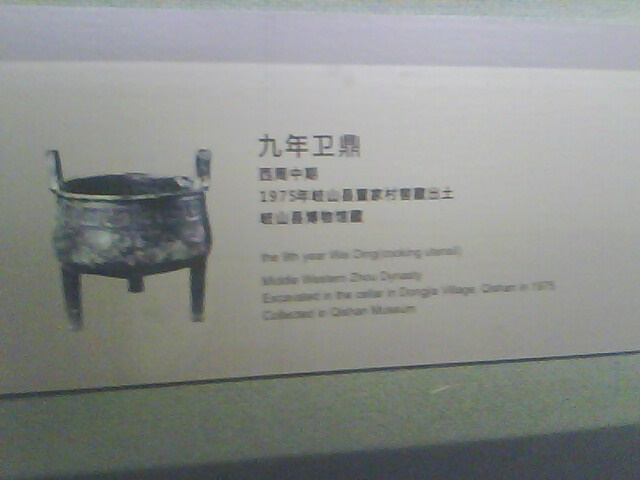 九年卫鼎
西周中期
1975年岐山县董家村窖藏出土
岐山县博物馆藏
the 9th year Wei Ding(cooking utensil)
Middle Western Zhou Dynasty
Excavated in the cellar in Dongjia Village, Qishan in 1975
Collected in Qishan Museum